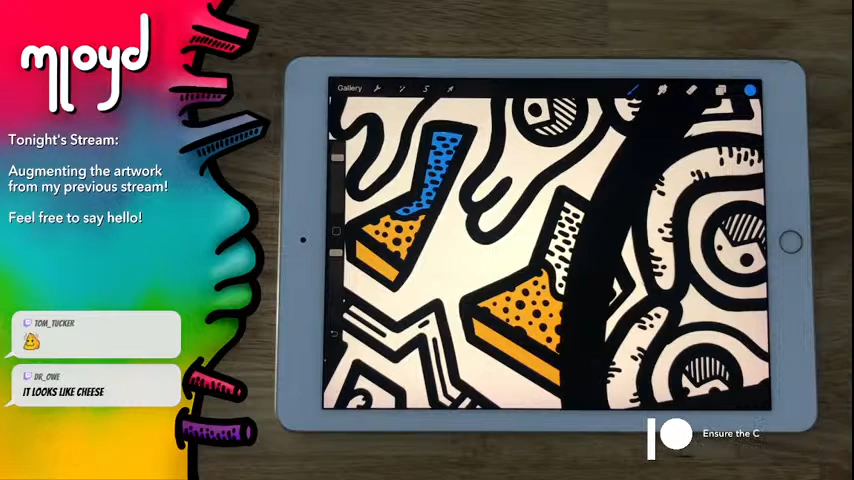 mloyd
Tonight's Stream:
Augmenting the artwork
from my previous stream!
Feel free to say hello!
TOM_TUCKER
DR_OWE
IT LOOKS LIKE CHEESE
Gallery
Ensure the C